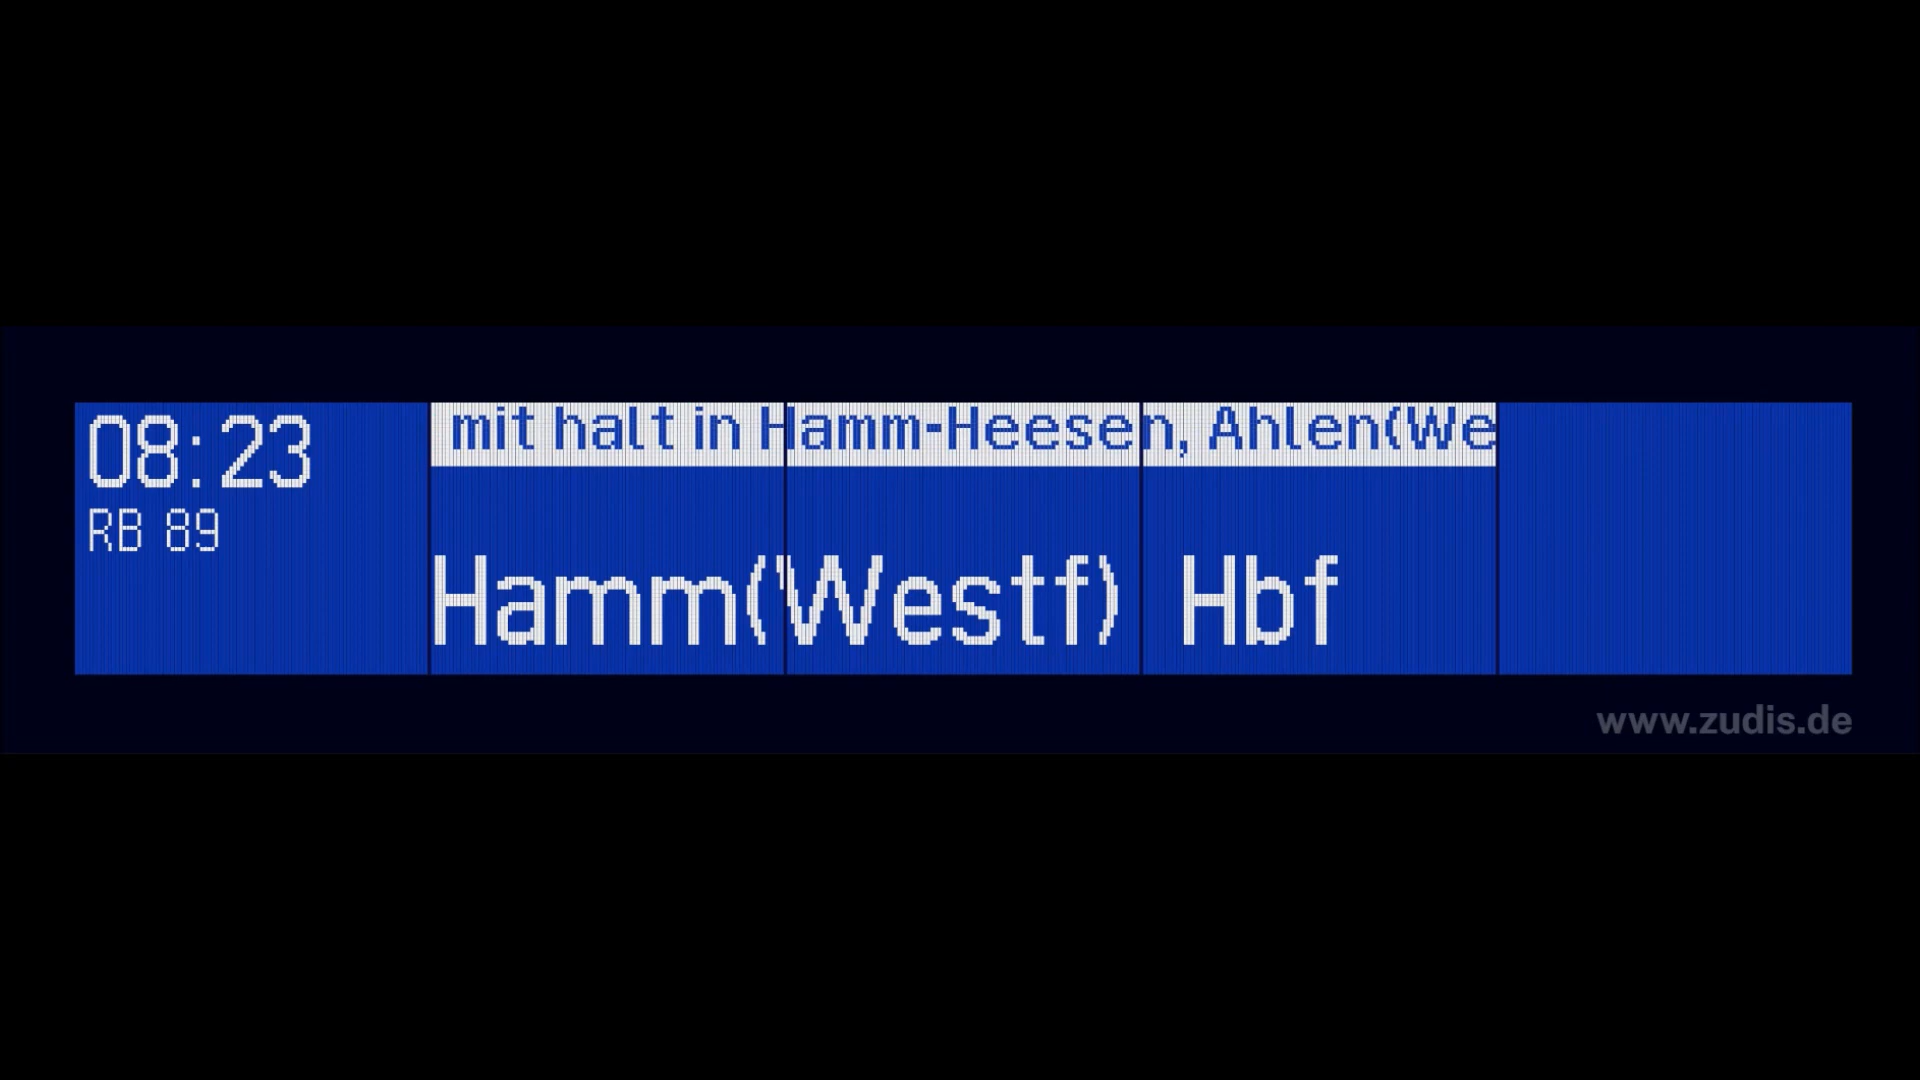 08:23
mit halt in Hamm-Heesen, Ahlen(We
RB 89
Hamm(Westf) Hbf
www.zudis.de